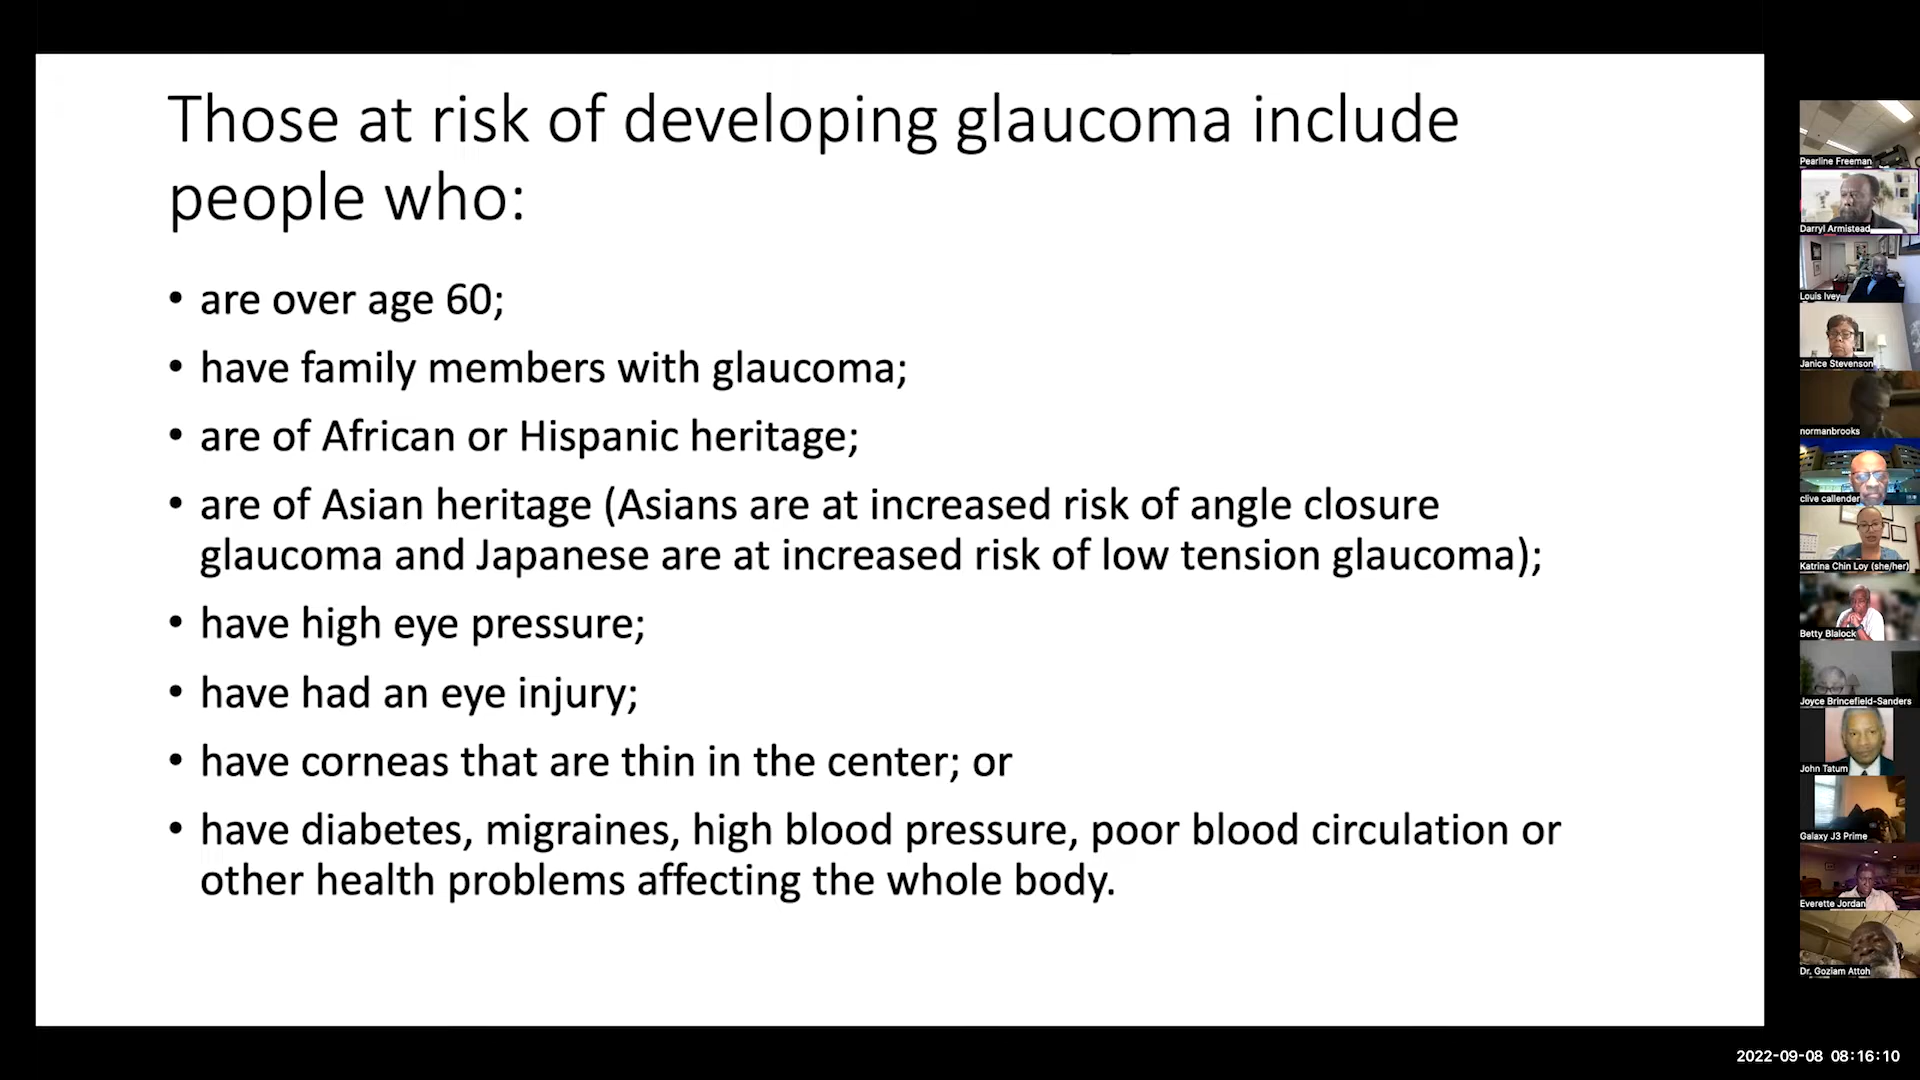 Those at risk of developing glaucoma include
people who:
• are over age 60;
• have family members with glaucoma;
• are of African or Hispanic heritage;
• are of Asian heritage (Asians are at increased risk of angle closure
glaucoma and Japanese are at increased risk of low tension glaucoma);
• have high eye pressure;
• have had an eye injury;
• have corneas that are thin in the center; or
• have diabetes, migraines, high blood pressure, poor blood circulation or
other health problems affecting the whole body.
Pearline Freeman
Darryl Armistead
Louis Ivey
Janice Stevenson
normanbrooks
clive callender
Katrina Chin Loy (she/her)
Betty Blalock
Joyce Brincefield-Sanders
John Tatum
Galaxy J3 Prime
Everette Jordan
Dr. Goziam Attoh
2022-09-08 08:16:10